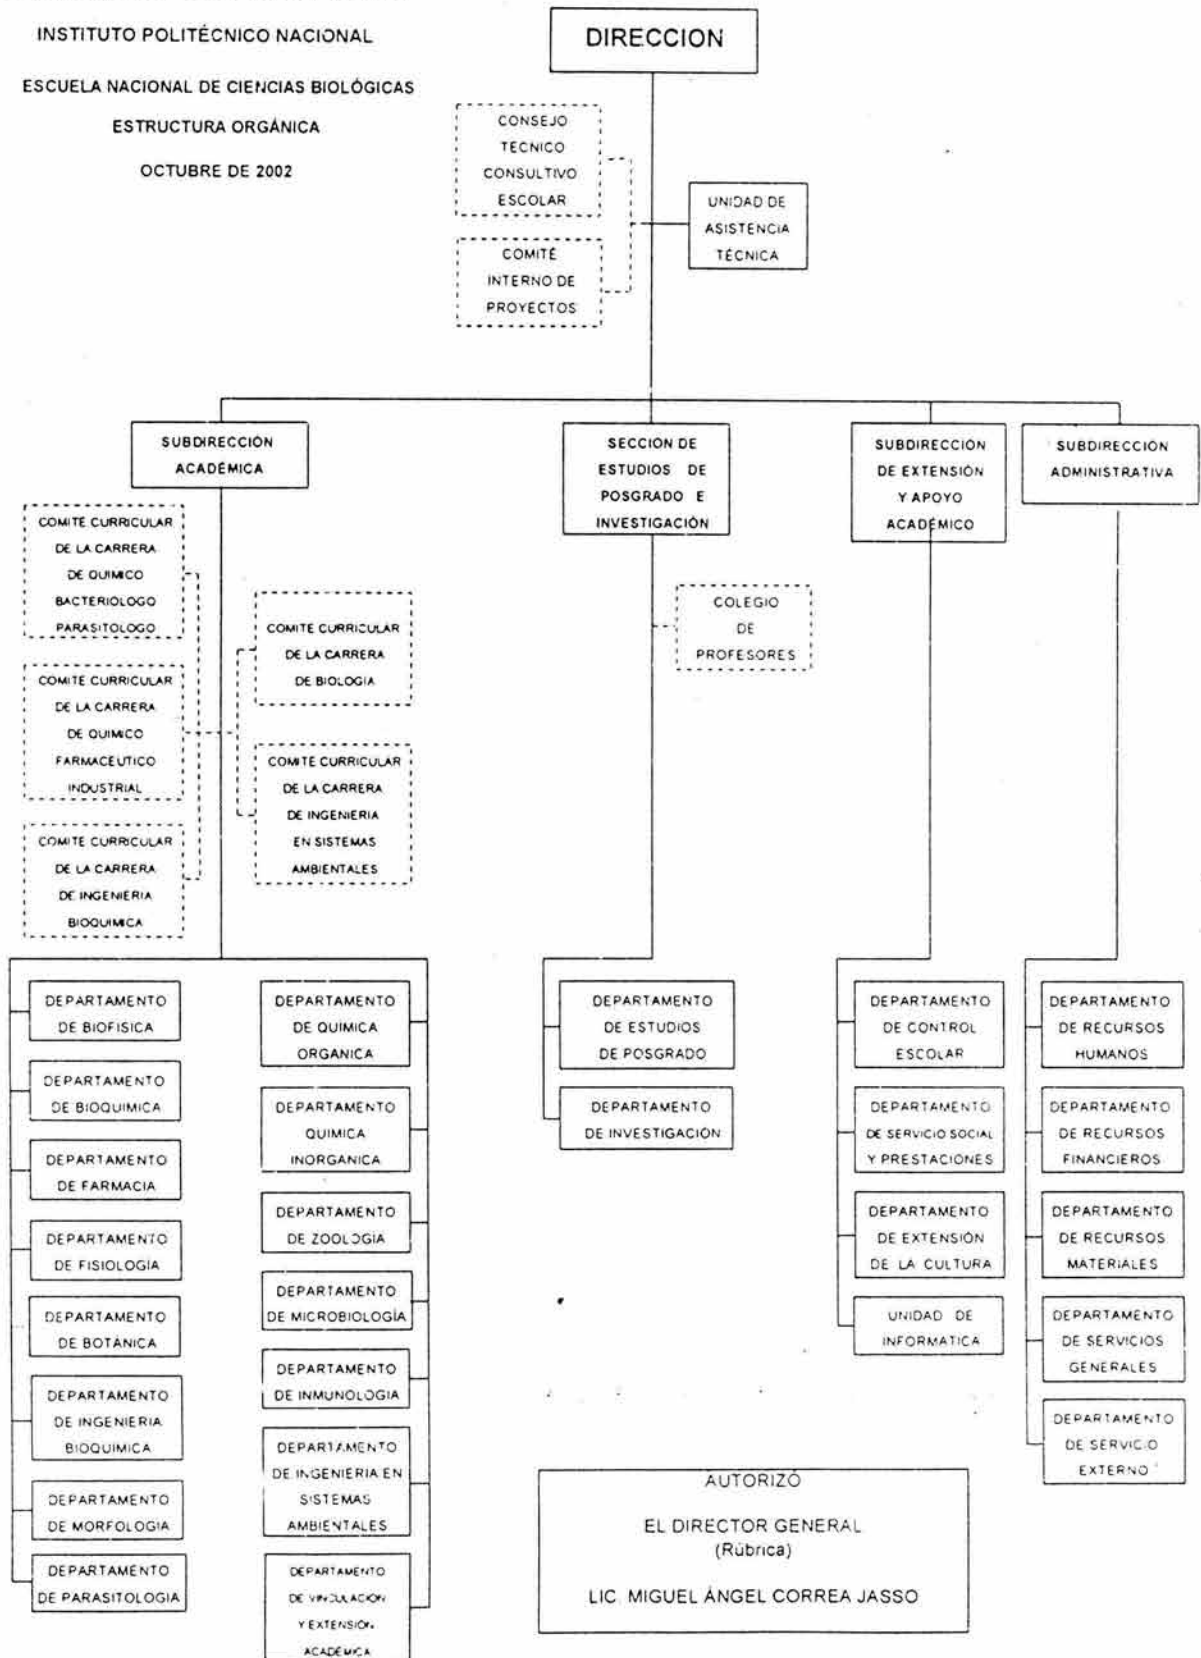 INSTITUTO POLITÉCNICO NACIONAL
ESCUELA NACIONAL DE CIENCIAS BIOLÓGICAS
ESTRUCTURA ORGÁNICA
OCTUBRE DE 2002
DIRECCION
CONSEJO
TECNICO
CONSULTIVO
ESCOLAR
COMITÉ
INTERNO DE
PROYECTOS
UNIDAD DE
ASISTENCIA
TÉCNICA
SUBDIRECCIÓN
ACADÉMICA
SECCION DE
ESTUDIOS DE
POSGRADO E
INVESTIGACIÓN
SUBDIRECCIÓN
DE EXTENSIÓN
Y APOYO
ACADÉMICO
SUBDIRECCIÓN
ADMINISTRATIVA
COMITE CURRICULAR
DE LA CARRERA
DE QUIMICO
BACTERIOLOGO
PARASITOLOGO
COMITE CURRICULAR
DE LA CARRERA
DE QUIMICO
FARMACEUTICO
INDUSTRIAL
COMITE CURRICULAR
DE LA CARRERA
DE INGENIERIA
BIOQUIMICA
COMITE CURRICULAR
DE LA CARRERA
DE BIOLOGIA
COMITE CURRICULAR
DE LA CARRERA
DE INGENIERIA
EN SISTEMAS
AMBIENTALES
COLEGIO
DE
PROFESORES
DEPARTAMENTO
DE BIOFISICA
DEPARTAMENTO
DE BIOQUIMICA
DEPARTAMENTO
DE FARMACIA
DEPARTAMENTO
DE FISIOLOGIA
DEPARTAMENTO
DE BOTÁNICA
DEPARTAMENTO
DE INGENIERIA
BIOQUIMICA
DEPARTAMENTO
DE MORFOLOGIA
DEPARTAMENTO
DE PARASITOLOGIA
DEPARTAMENTO
DE QUIMICA
ORGANICA
DEPARTAMENTO
QUIMICA
INORGANICA
DEPARTAMENTO
DE ZOOLOGÍA
DEPARTAMENTO
DE MICROBIOLOGÍA
DEPARTAMENTO
DE INMUNOLOGIA
DEPARTAMENTO
DE INGENIERIA EN
SISTEMAS
AMBIENTALES
DEPARTAMENTO
DE VINCULACION
Y EXTENSIÓN
ACADÉMICA
DEPARTAMENTO
DE ESTUDIOS
DE POSGRADO
DEPARTAMENTO
DE INVESTIGACIÓN
DEPARTAMENTO
DE CONTROL
ESCOLAR
DEPARTAMENTO
DE SERVICIO SOCIAL
Y PRESTACIONES
DEPARTAMENTO
DE EXTENSIÓN
DE LA CULTURA
UNIDAD DE
INFORMATICA
DEPARTAMENTO
DE RECURSOS
HUMANOS
DEPARTAMENTO
DE RECURSOS
FINANCIEROS
DEPARTAMENTO
DE RECURSOS
MATERIALES
DEPARTAMENTO
DE SERVICIOS
GENERALES
DEPARTAMENTO
DE SERVICIO
EXTERNO
AUTORIZÓ
EL DIRECTOR GENERAL
(Rúbrica)
LIC. MIGUEL ÁNGEL CORREA JASSO